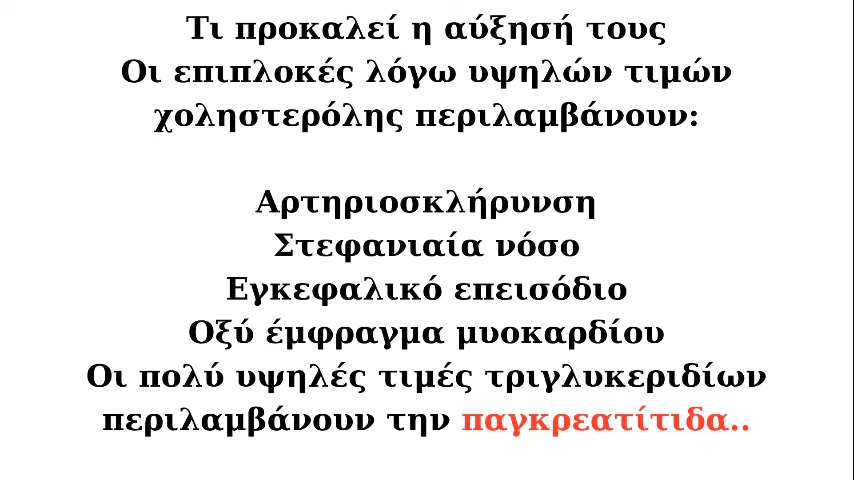 Τι προκαλεί η αύξησή τους
Οι επιπλοκές λόγω υψηλών τιμών
χοληστερόλης περιλαμβάνουν:
Αρτηριοσκλήρυνση
Στεφανιαία νόσο
Εγκεφαλικό επεισόδιο
Οξύ έμφραγμα μυοκαρδίου
Οι πολύ υψηλές τιμές τριγλυκεριδίων
περιλαμβάνουν την παγκρεατίτιδα..